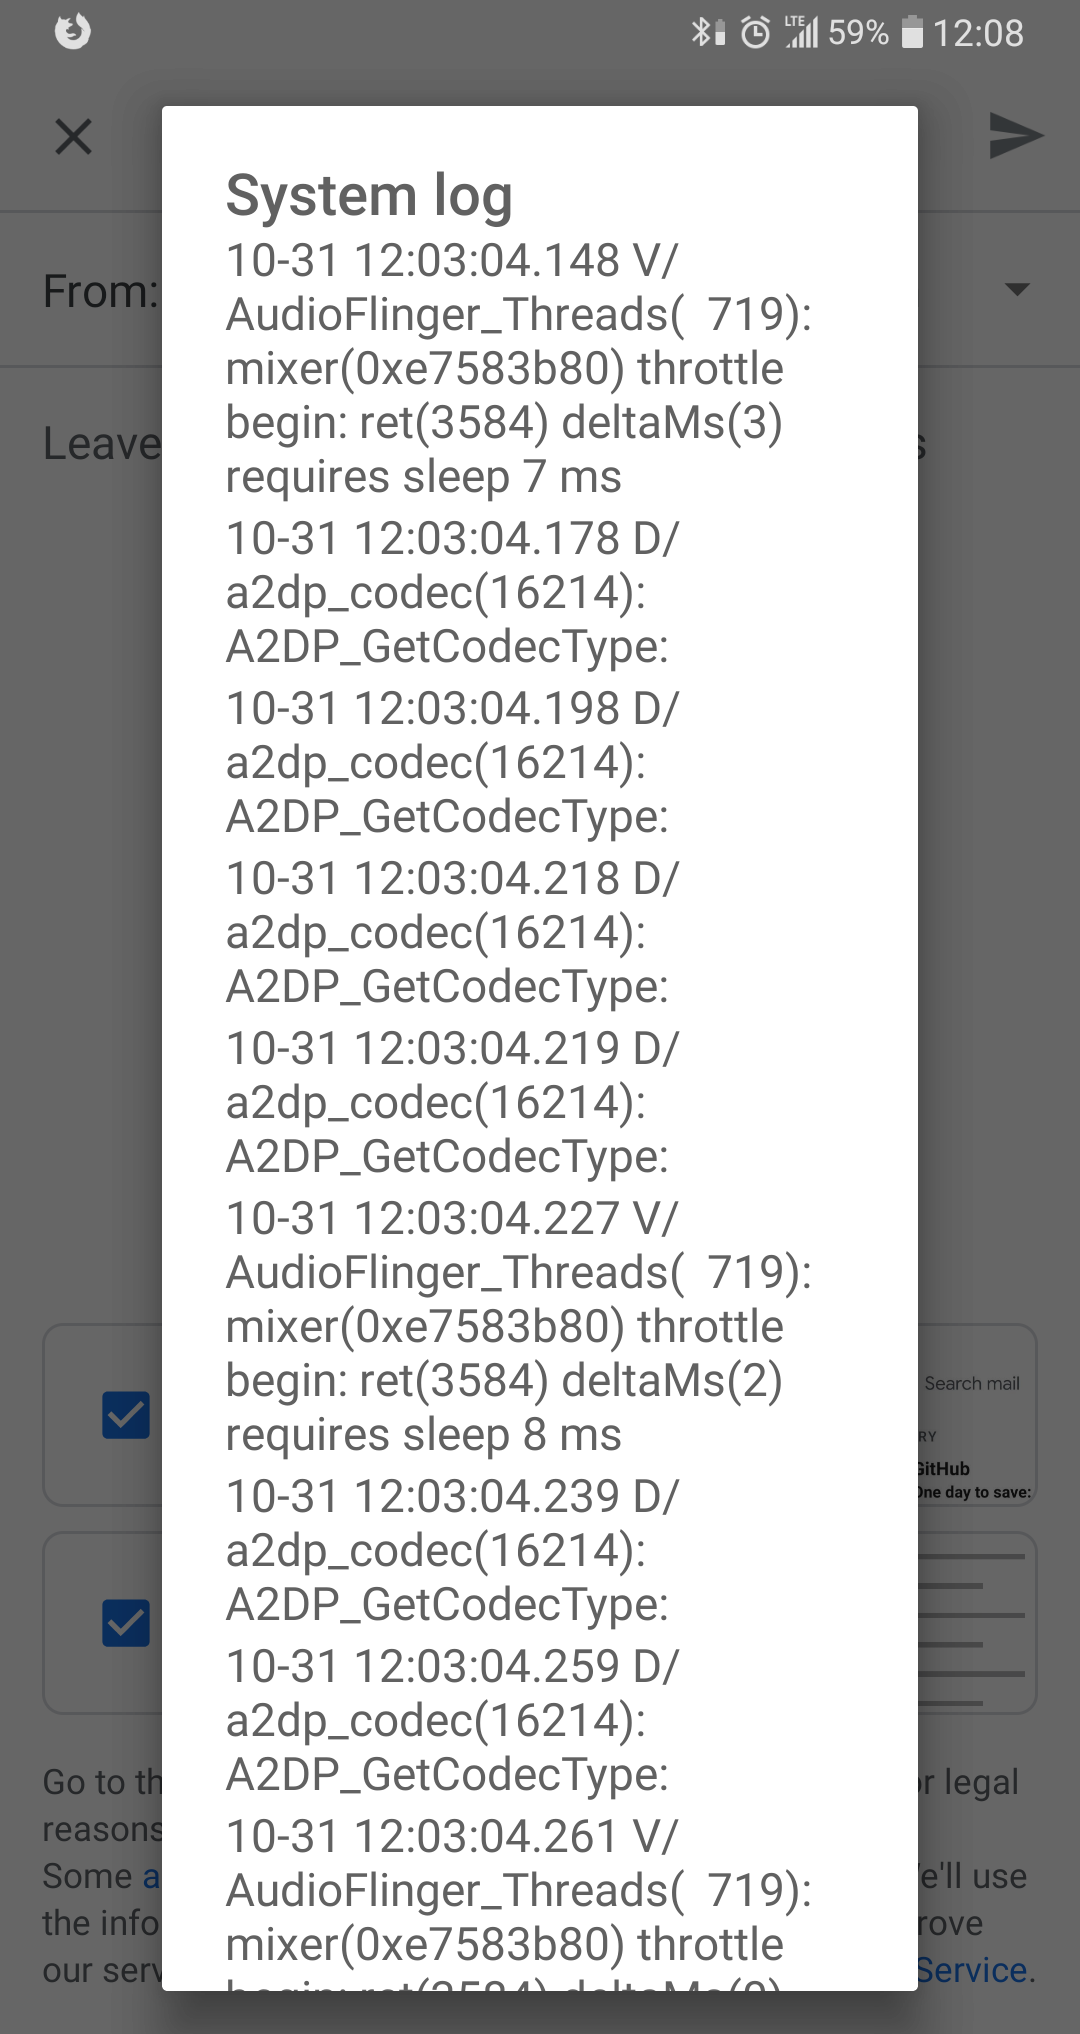 LTE 59% 12:08
System log
10-31 12:03:04.148 V/
AudioFlinger_Threads(  719):
mixer(0xe7583b80) throttle
begin: ret(3584) deltaMs(3)
requires sleep 7 ms
10-31 12:03:04.178 D/
a2dp_codec(16214):
A2DP_GetCodecType:
10-31 12:03:04.198 D/
a2dp_codec(16214):
A2DP_GetCodecType:
10-31 12:03:04.218 D/
a2dp_codec(16214):
A2DP_GetCodecType:
10-31 12:03:04.219 D/
a2dp_codec(16214):
A2DP_GetCodecType:
10-31 12:03:04.227 V/
AudioFlinger_Threads(  719):
mixer(0xe7583b80) throttle
begin: ret(3584) deltaMs(2)
requires sleep 8 ms
10-31 12:03:04.239 D/
a2dp_codec(16214):
A2DP_GetCodecType:
10-31 12:03:04.259 D/
a2dp_codec(16214):
A2DP_GetCodecType:
10-31 12:03:04.261 V/
AudioFlinger_Threads(  719):
mixer(0xe7583b80) throttle
From:
Leave
Search mail
RY
GitHub
One day to save:
Go to th
r legal
reasons
Some a
e'll use
the info
rove
our serv
Service.